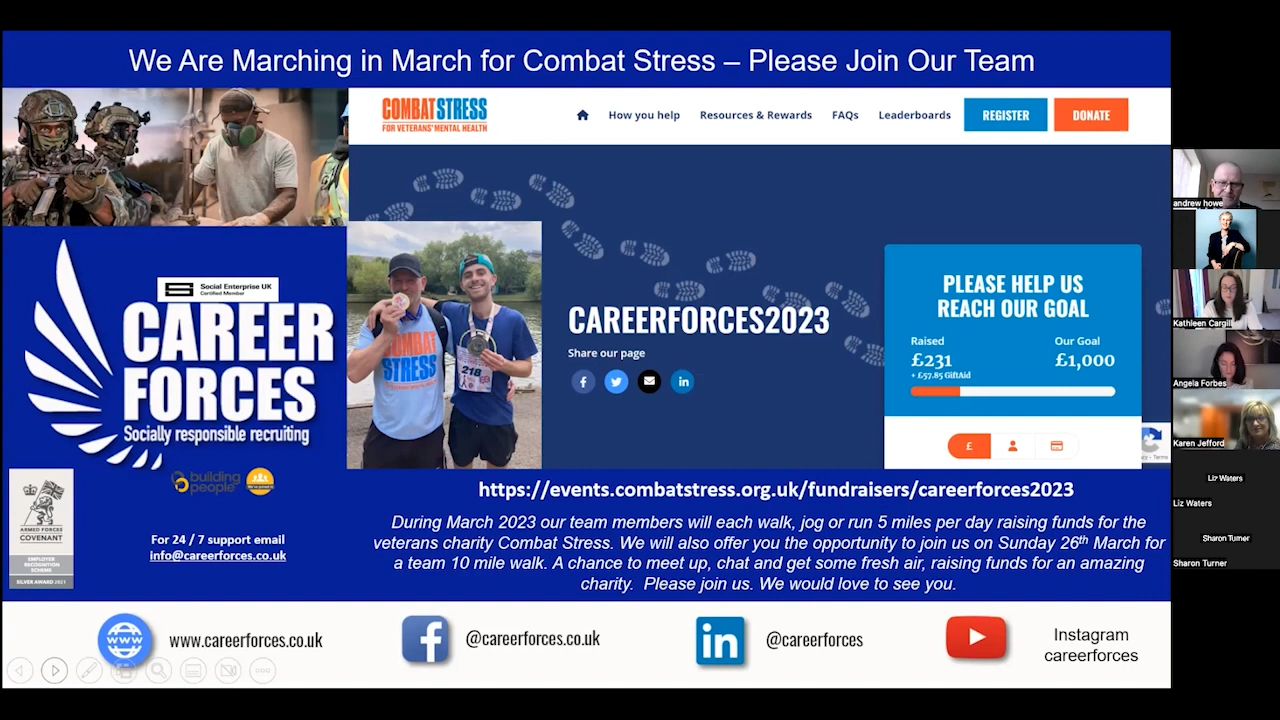 We Are Marching in March for Combat Stress – Please Join Our Team
COMBAT STRESS
FOR VETERANS' MENTAL HEALTH
How you help
Resources & Rewards
FAQs
Leaderboards
REGISTER
DONATE
Social Enterprise UK
Certified Member
CAREER
FORCES
Socially responsible recruiting
building
people
ARMED FORCES
COVENANT
EMPLOYER
RECOGNITION
SCHEME
SILVER AWARD 2021
For 24 / 7 support email
info@careerforces.co.uk
COMBAT
STRESS
218
CAREERFORCES2023
Share our page
PLEASE HELP US
REACH OUR GOAL
Raised
Our Goal
£231
£1,000
+ £57.85 GiftAid
£
https://events.combatstress.org.uk/fundraisers/careerforces2023
During March 2023 our team members will each walk, jog or run 5 miles per day raising funds for the
veterans charity Combat Stress. We will also offer you the opportunity to join us on Sunday 26th March for
a team 10 mile walk. A chance to meet up, chat and get some fresh air, raising funds for an amazing
charity. Please join us. We would love to see you.
WWW
www.careerforces.co.uk
@careerforces.co.uk
in
@careerforces
Instagram
careerforces
andrew howe
Kathleen Cargill
Angela Forbes
Karen Jefford
Liz Waters
Liz Waters
Sharon Turner
Sharon Turner